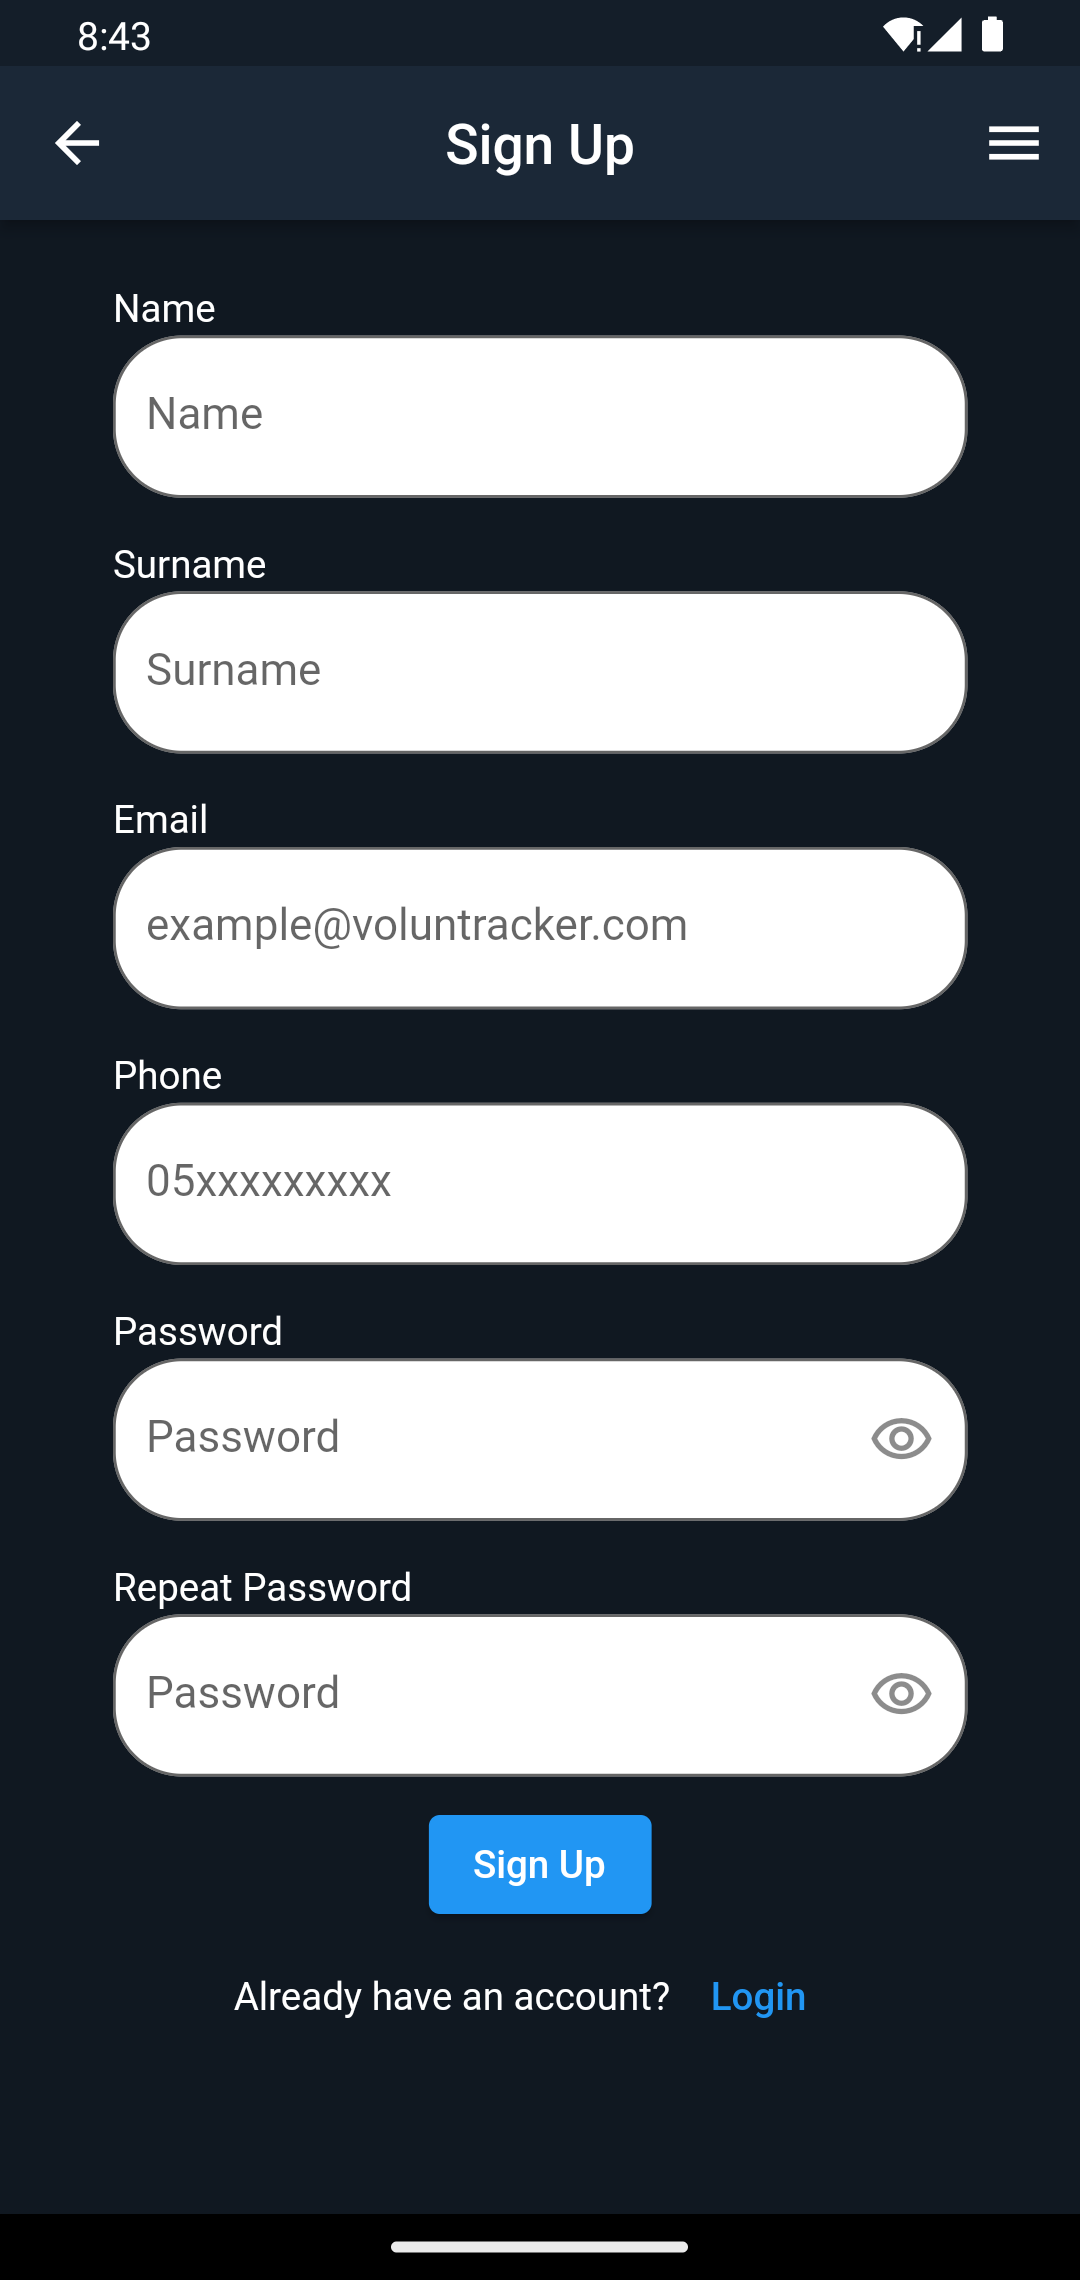 8:43
Sign Up
Name
Name
Surname
Surname
Email
example@voluntracker.com
Phone
05xxxxxxxxx
Password
Password
Repeat Password
Password
Sign Up
Already have an account? Login